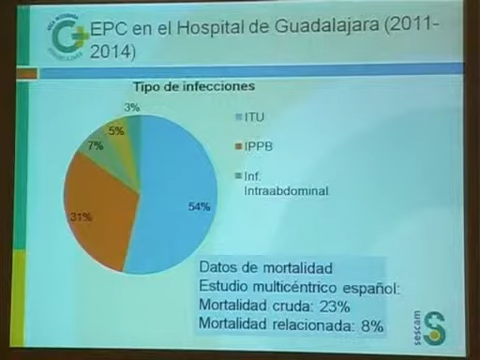 EPC en el Hospital de Guadalajara (2011-
2014)
Tipo de infecciones
3%
5%
7%
31%
54%
ITU
IPPB
Inf.
Intraabdominal
Datos de mortalidad
Estudio multicéntrico español:
Mortalidad cruda: 23%
Mortalidad relacionada: 8%
sescam